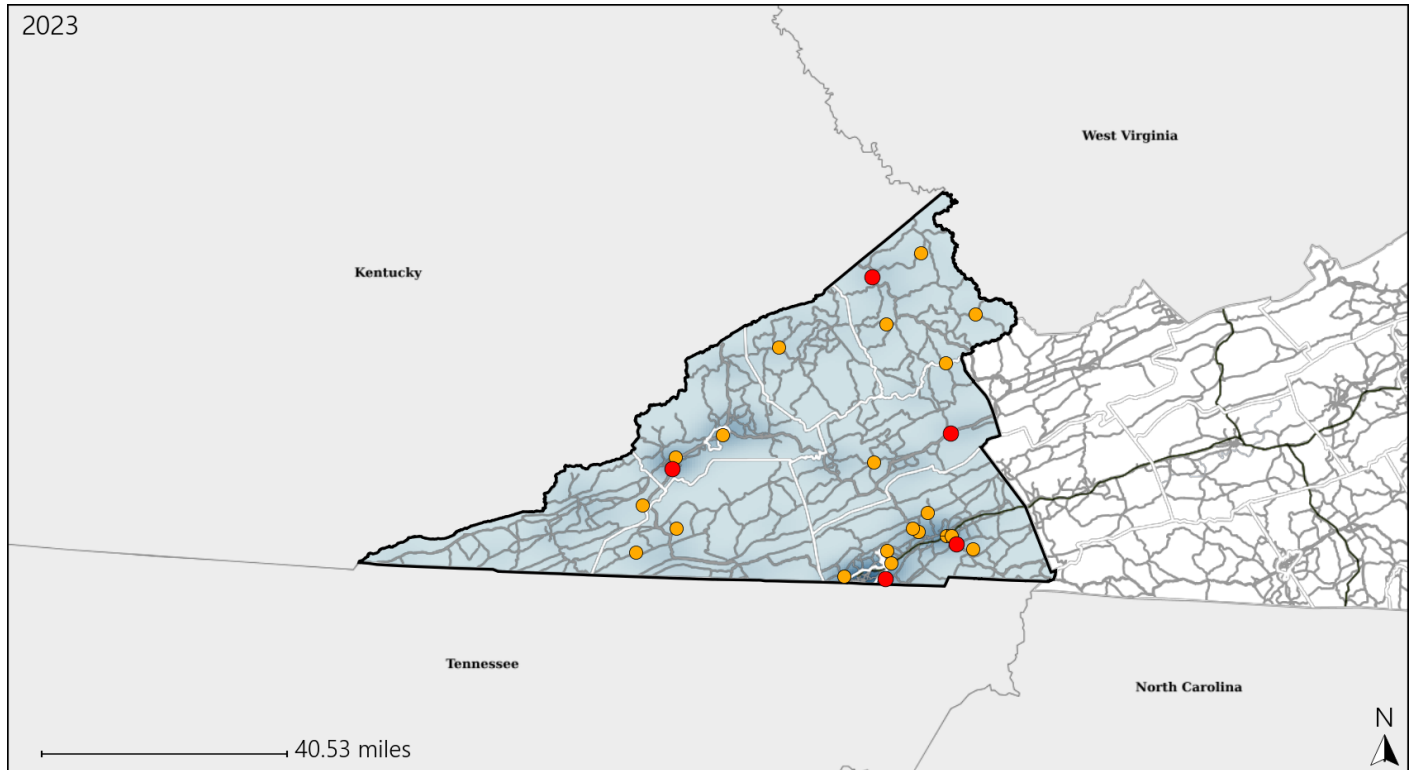 2023
West Virginia
Kentucky
Tennessee
North Carolina
N
40.53 miles